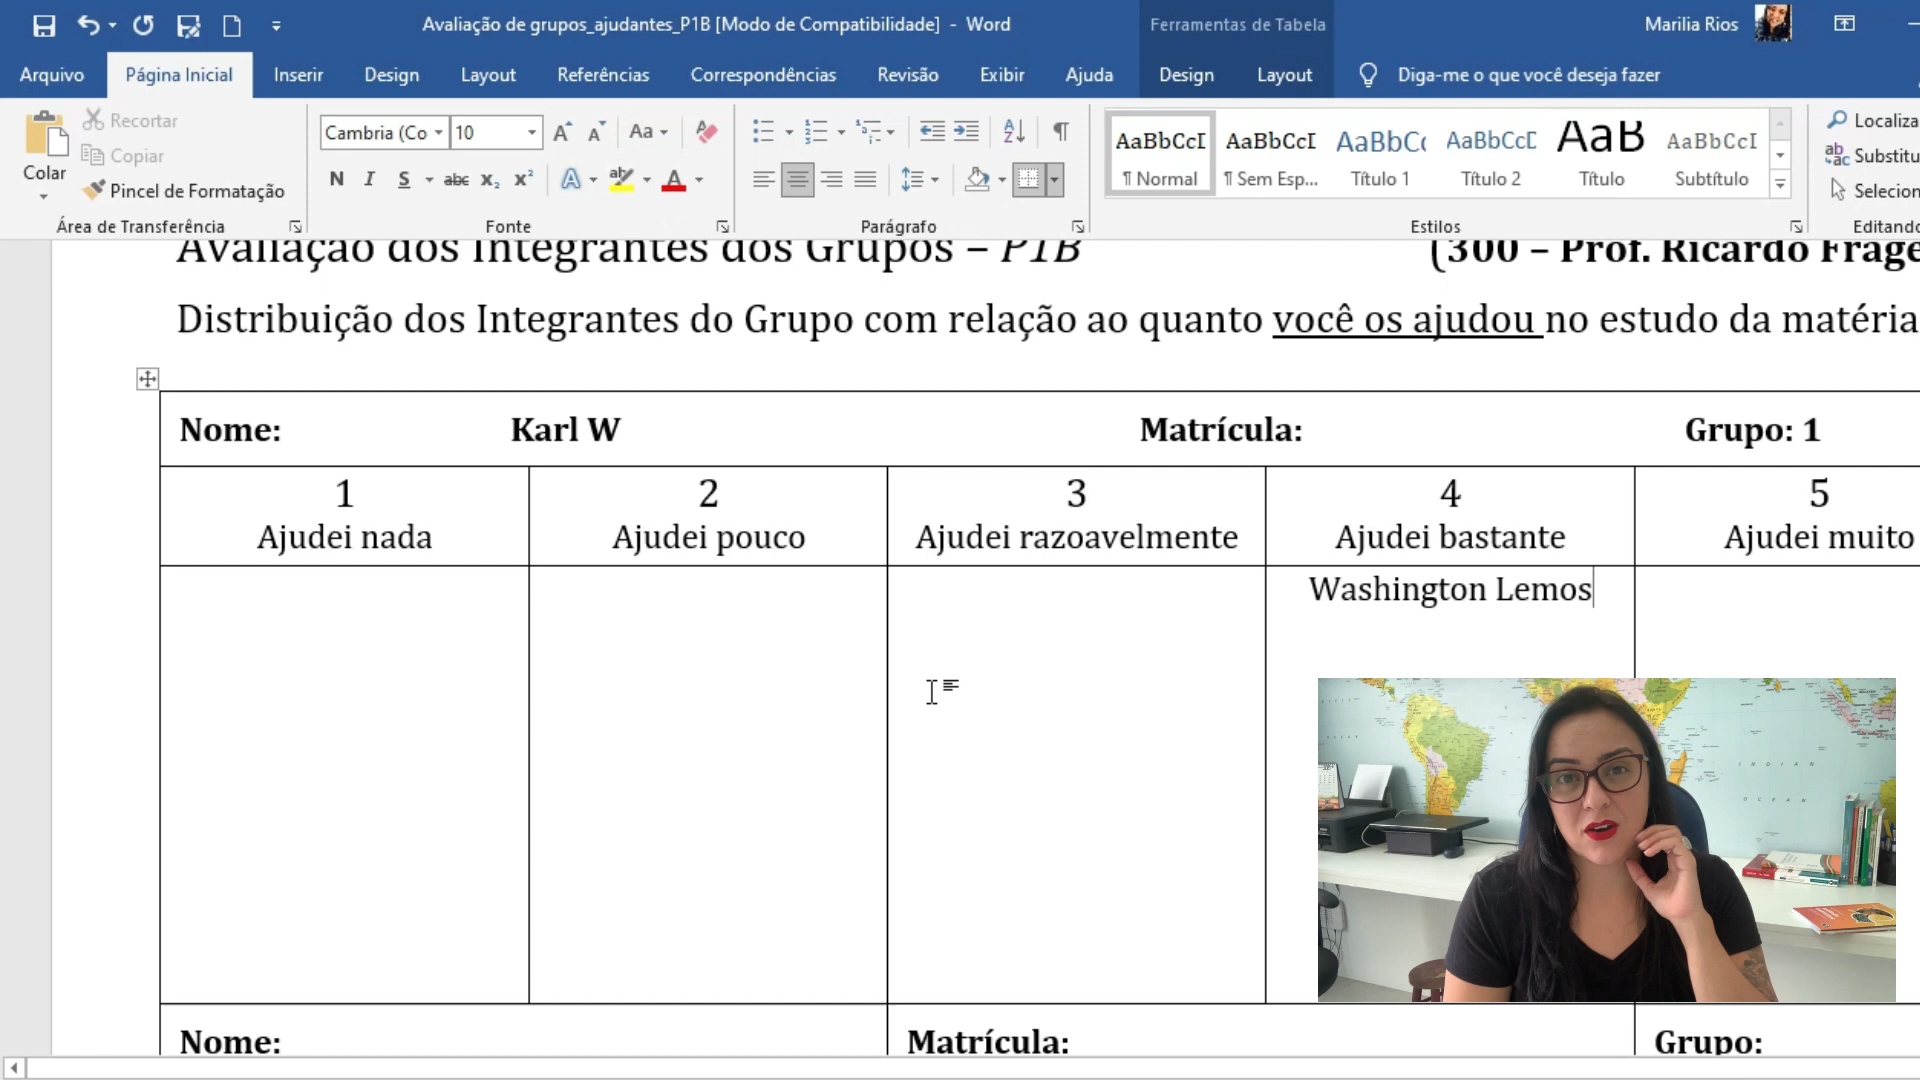 Avaliação de grupos_ajudantes_P1B [Modo de Compatibilidade] - Word
Ferramentas de Tabela
Marilia Rios
Arquivo
Página Inicial
Inserir
Design
Layout
Referências
Correspondências
Revisão
Exibir
Ajuda
Design
Layout
Diga-me o que você deseja fazer
Colar
Recortar
Copiar
Pincel de Formatação
Área de Transferência
Cambria (Co
10
Aa
N I S abc x₂ x²
A
Fonte
Parágrafo
AaBbCcI
¶ Normal
AaBbCcI
¶ Sem Esp...
AaBbCc
Título 1
AaBbCcD
Título 2
AaB
Título
AaBbCcI
Subtítulo
Estilos
Localiza
Substitu
Selecion
Editando
Avaliação dos Integrantes dos Grupos – P1B
(300 – Prof. Ricardo Frage
Distribuição dos Integrantes do Grupo com relação ao quanto você os ajudou no estudo da matéria
Nome: Karl W
Matrícula:
Grupo: 1
1
Ajudei nada
2
Ajudei pouco
3
Ajudei razoavelmente
4
Ajudei bastante
5
Ajudei muito
Washington Lemos
INDIAN
OCEAN
Nome:
Matrícula:
Grupo: